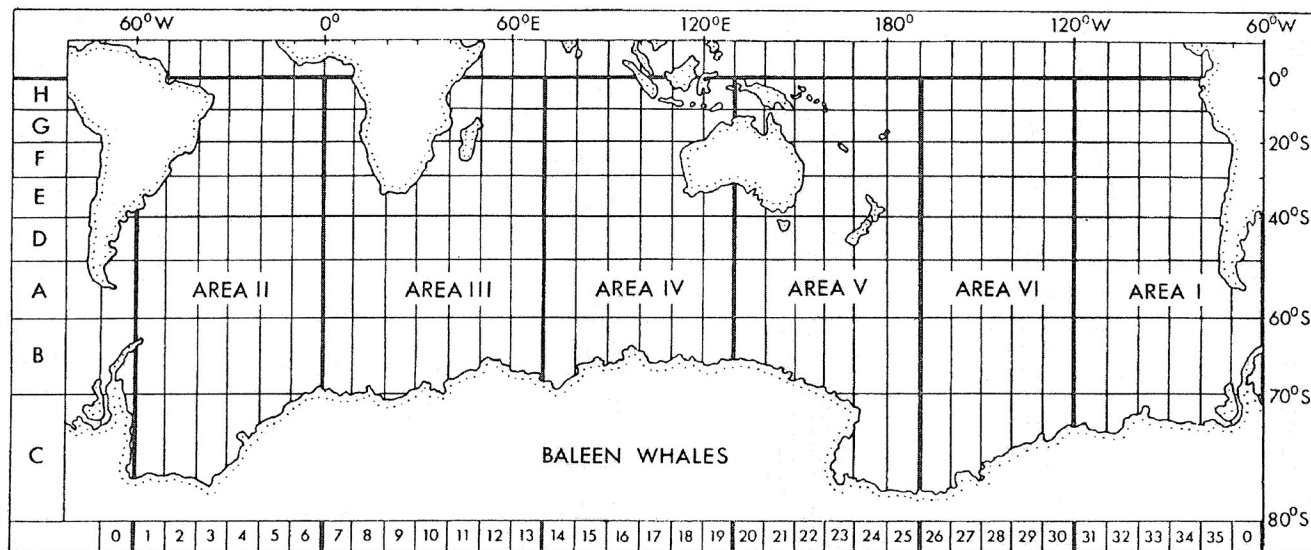 60°W 0° 60°E 120°E 180° 120°W 60°W
H 0°
G
F 20°S
E
D 40°S
A AREA II AREA III AREA IV AREA V AREA VI AREA I
60°S
B
70°S
C BALEEN WHALES
80°S
0 1 2 3 4 5 6 7 8 9 10 11 12 13 14 15 16 17 18 19 20 21 22 23 24 25 26 27 28 29 30 31 32 33 34 35 0